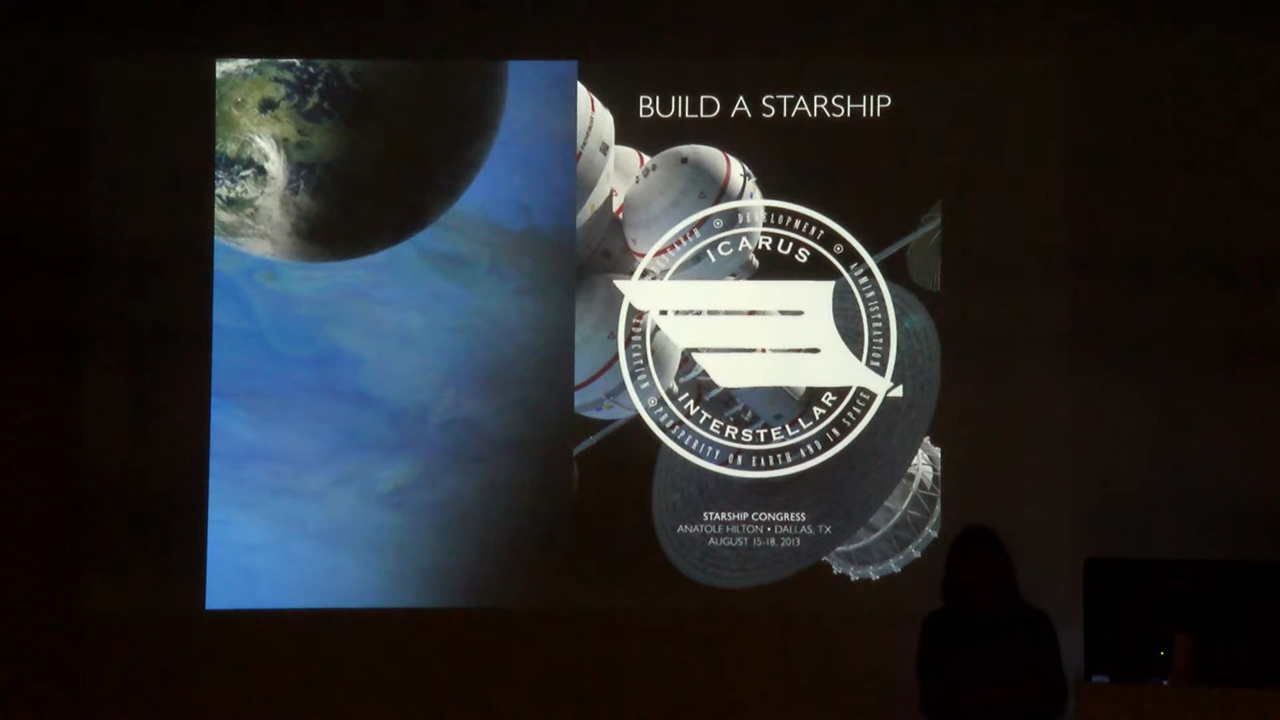 BUILD A STARSHIP
DEVELOPMENT
ADMINISTRATION
EDUCATION
PROSPERITY ON EARTH AND IN SPACE
ICARUS
INTERSTELLAR
STARSHIP CONGRESS
ANATOLE HILTON • DALLAS, TX
AUGUST 15-18, 2013